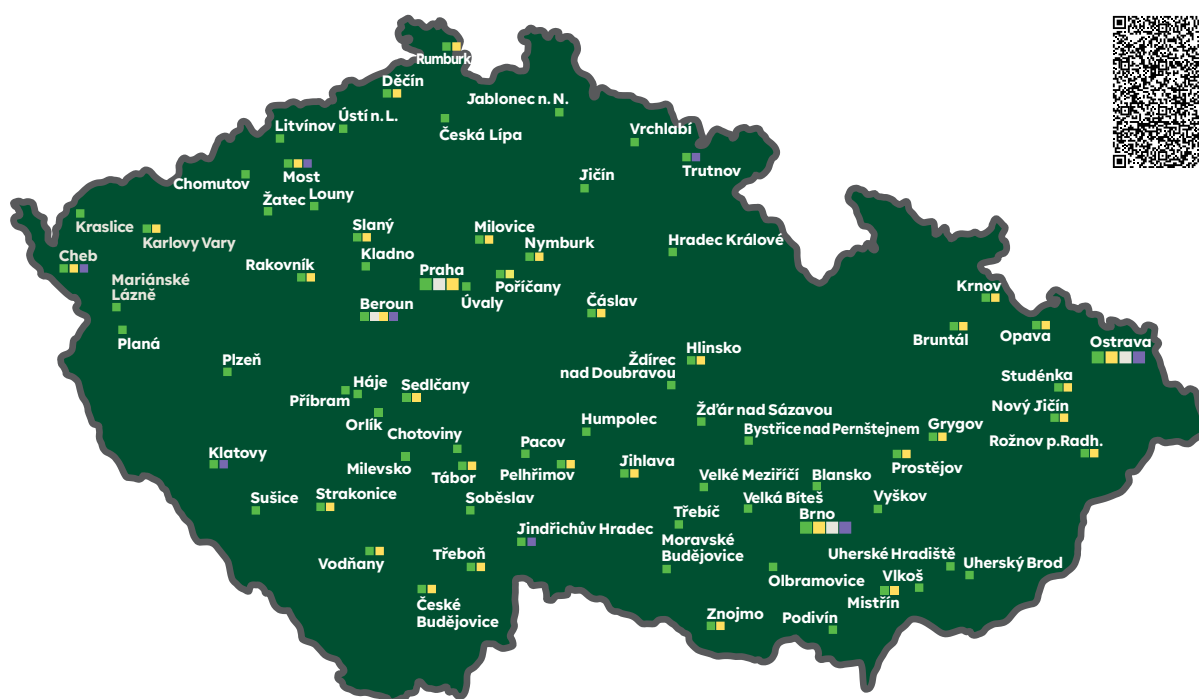 Rumburk
Děčín
Jablonec n. N.
Ústí n. L.
Česká Lípa
Litvínov
Vrchlabí
Most
Trutnov
Chomutov
Jičín
Žatec
Louny
Kraslice
Karlovy Vary
Slaný
Milovice
Nymburk
Hradec Králové
Cheb
Kladno
Rakovník
Praha
Poříčany
Mariánské
Lázně
Úvaly
Krnov
Beroun
Čáslav
Planá
Bruntál
Opava
Ostrava
Hlinsko
Plzeň
Ždírec
nad Doubravou
Studénka
Háje
Sedlčany
Příbram
Nový Jičín
Orlík
Humpolec
Žďár nad Sázavou
Grygov
Chotoviny
Bystřice nad Pernštejnem
Rožnov p.Radh.
Klatovy
Pacov
Milevsko
Tábor
Pelhřimov
Jihlava
Prostějov
Velké Meziříčí
Blansko
Sušice
Strakonice
Soběslav
Velká Bíteš
Vyškov
Třebíč
Brno
Jindřichův Hradec
Moravské
Budějovice
Vodňany
Třeboň
Uherské Hradiště
Uherský Brod
Olbramovice
Vlkoš
České
Budějovice
Mistřín
Znojmo
Podivín